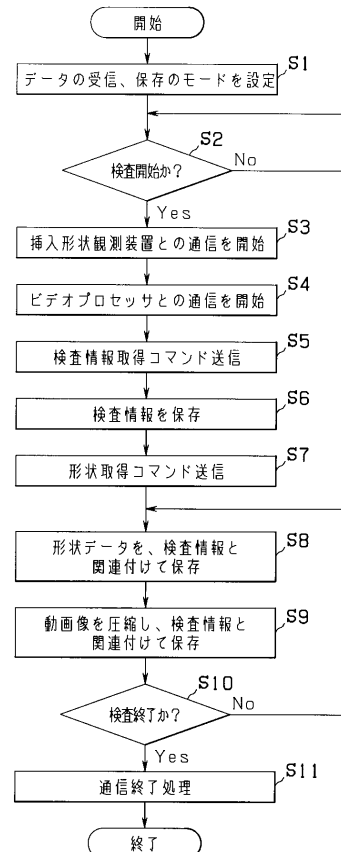 開始
データの受信、保存のモードを設定
S1
検査開始か?
S2
No
Yes
挿入形状観測装置との通信を開始
S3
ビデオプロセッサとの通信を開始
S4
検査情報取得コマンド送信
S5
検査情報を保存
S6
形状取得コマンド送信
S7
形状データを、検査情報と
関連付けて保存
S8
動画像を圧縮し、検査情報と
関連付けて保存
S9
検査終了か?
S10
No
Yes
通信終了処理
S11
終了